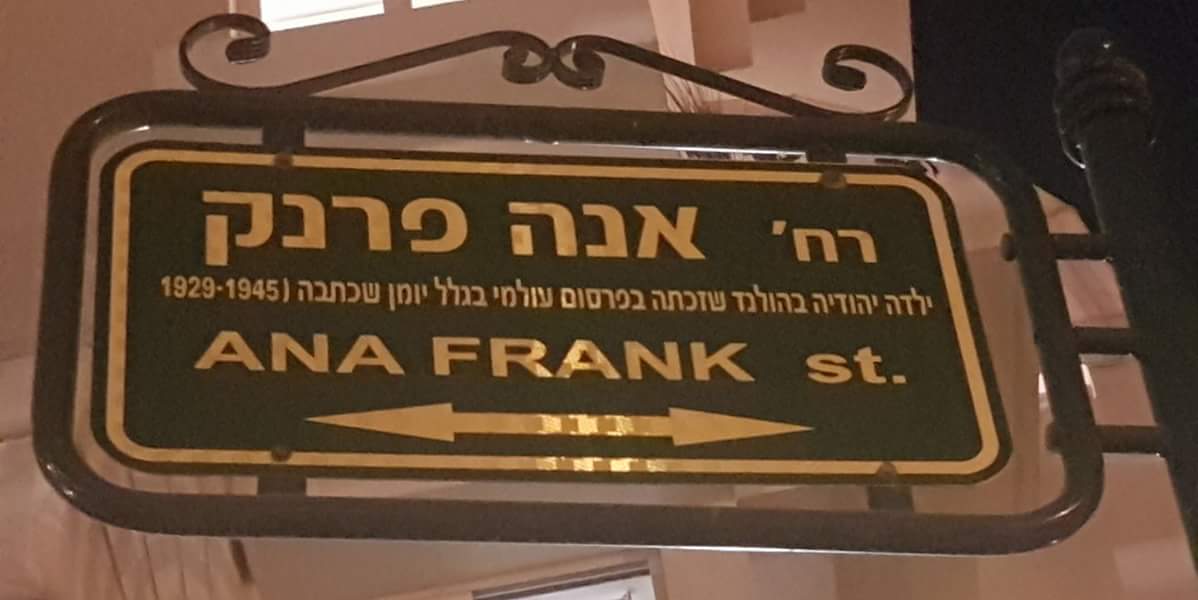 רח' אנה פרנק
ילדה יהודיה בהולנד שזכתה בפרסום עולמי בגלל יומן שכתבה (1929-1945
ANA FRANK st.